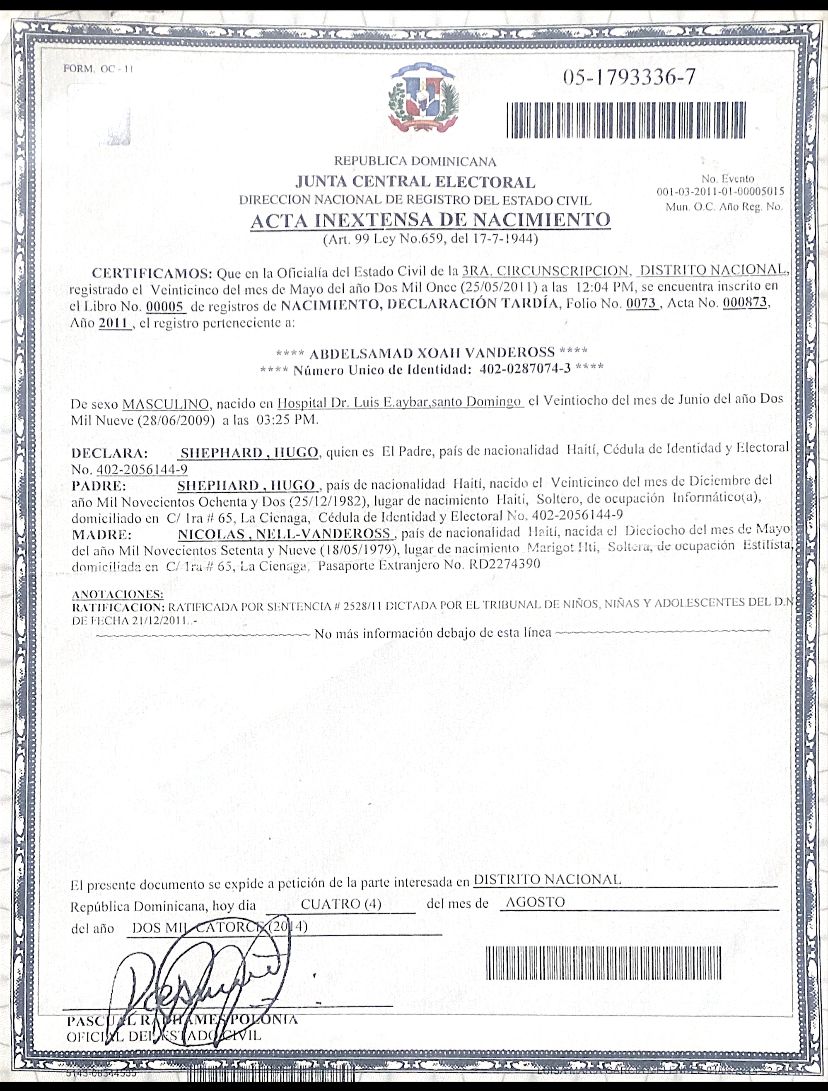 FORM. OC - 11
05-1793336-7
REPUBLICA DOMINICANA
JUNTA CENTRAL ELECTORAL
DIRECCION NACIONAL DE REGISTRO DEL ESTADO CIVIL
ACTA INEXTENSA DE NACIMIENTO
(Art. 99 Ley No.659, del 17-7-1944)
No. Evento
001-03-2011-01-00005015
Mun. O.C. Año Reg. No.
CERTIFICAMOS: Que en la Oficialía del Estado Civil de la 3RA. CIRCUNSCRIPCION, DISTRITO NACIONAL,
registrado el Veinticinco del mes de Mayo del año Dos Mil Once (25/05/2011) a las 12:04 PM, se encuentra inscrito en
el Libro No. 00005 de registros de NACIMIENTO, DECLARACIÓN TARDÍA, Folio No. 0073, Acta No. 000873,
Año 2011 , el registro perteneciente a:
**** ABDELSAMAD XOAH VANDEROSS ****
**** Número Unico de Identidad: 402-0287074-3 ****
De sexo MASCULINO, nacido en Hospital Dr. Luis E.aybar,santo Domingo el Veintiocho del mes de Junio del año Dos
Mil Nueve (28/06/2009) a las 03:25 PM.
DECLARA: SHEPHARD , HUGO, quien es El Padre, país de nacionalidad Haití, Cédula de Identidad y Electoral
No. 402-2056144-9
PADRE: SHEPHARD , HUGO , país de nacionalidad Haití, nacido el Veinticinco del mes de Diciembre del
año Mil Novecientos Ochenta y Dos (25/12/1982), lugar de nacimiento Haiti, Soltero, de ocupación Informático(a),
domiciliado en C/ 1ra # 65, La Cienaga, Cédula de Identidad y Electoral No. 402-2056144-9
MADRE: NICOLAS , NELL-VANDEROSS , país de nacionalidad Haití, nacida el Dieciocho del mes de Mayo
del año Mil Novecientos Setenta y Nueve (18/05/1979), lugar de nacimiento Marigot Hti, Soltera, de ocupación Estilista,
domiciliada en C/ 1ra # 65, La Cienaga, Pasaporte Extranjero No. RD2274390
ANOTACIONES:
RATIFICACION: RATIFICADA POR SENTENCIA # 2528/11 DICTADA POR EL TRIBUNAL DE NIÑOS, NIÑAS Y ADOLESCENTES DEL D.N
DE FECHA 21/12/2011..-
No más información debajo de esta línea
El presente documento se expide a petición de la parte interesada en DISTRITO NACIONAL
República Dominicana, hoy dia CUATRO (4) del mes de AGOSTO
del año DOS MIL CATORCE (2014)
PASCUAL POLONIA
OFICIAL DEL ESTADO CIVIL